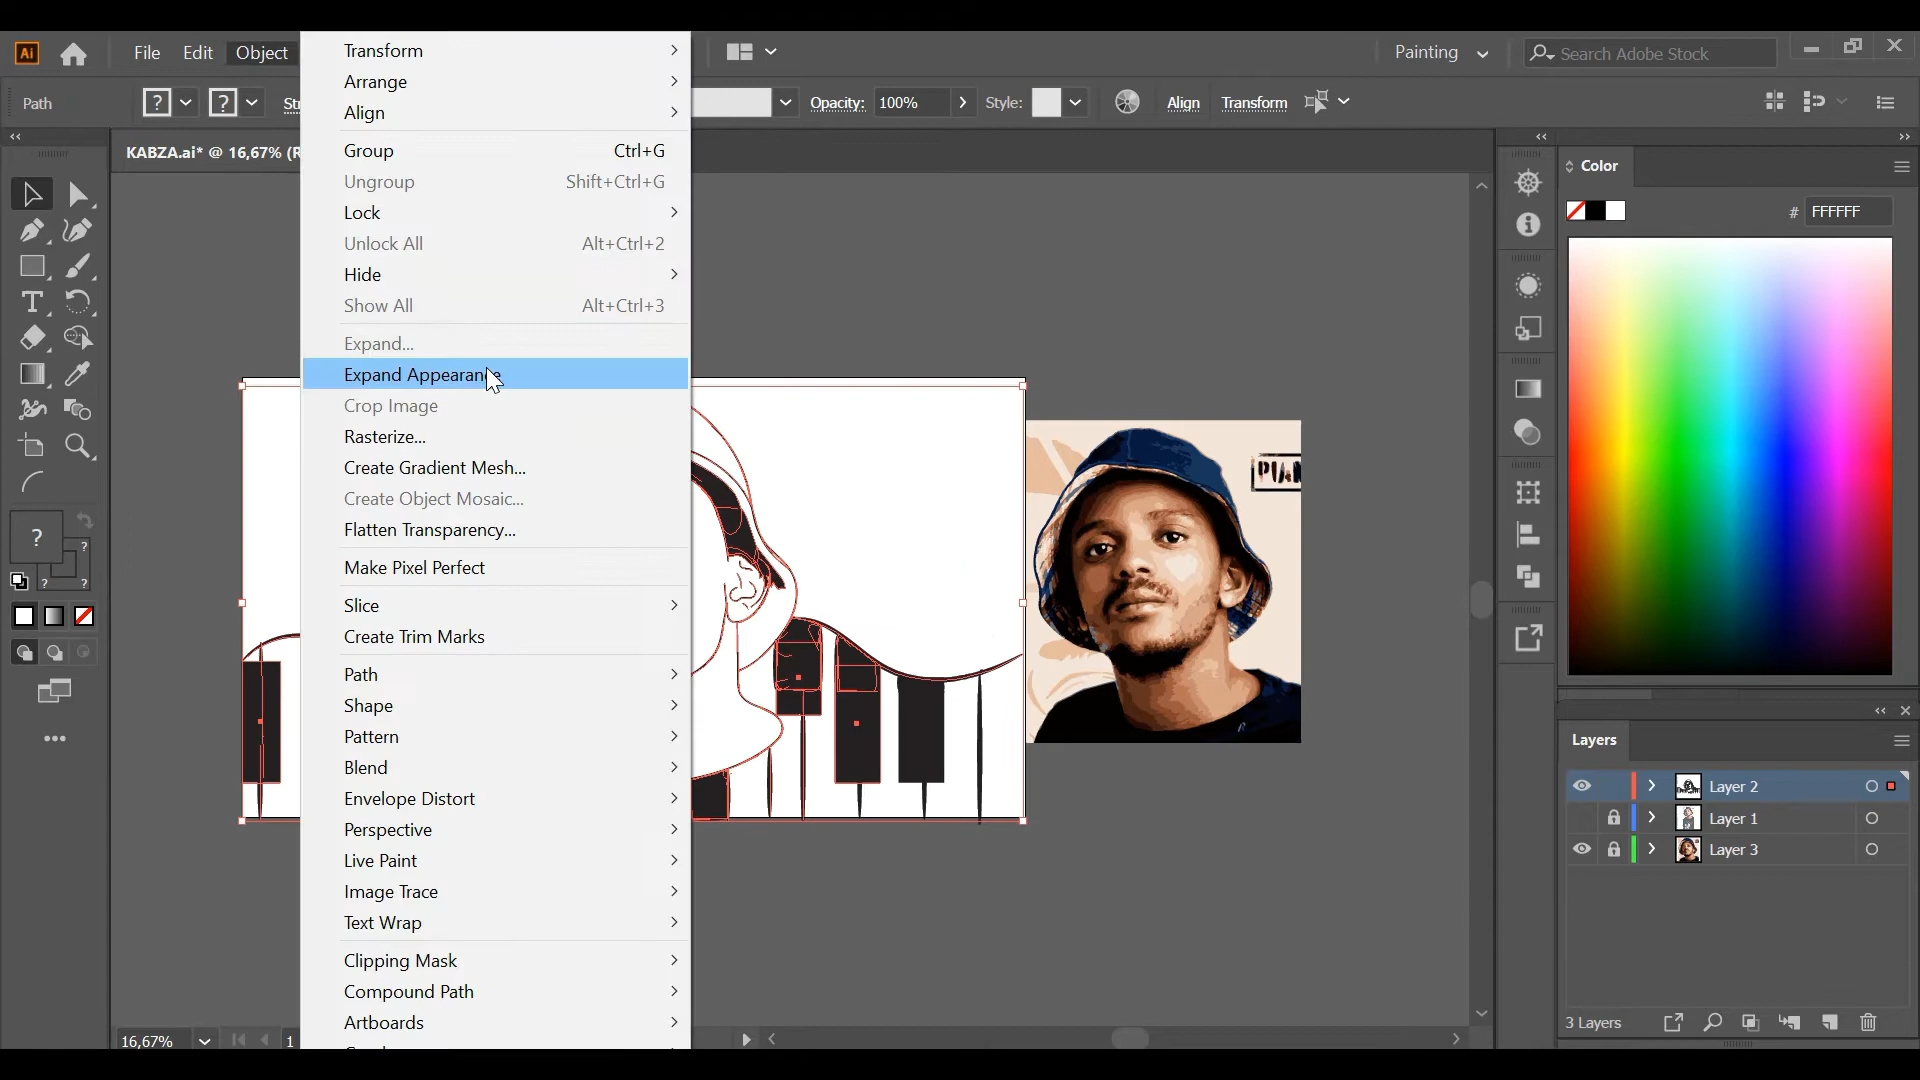 Ai File Edit Object Painting Search Adobe Stock
Path ? ? St Opacity: 100% Style: Align Transform
KABZA.ai* @ 16,67% (R
Transform
Arrange
Align
Group Ctrl+G
Ungroup Shift+Ctrl+G
Lock
Unlock All Alt+Ctrl+2
Hide
Show All Alt+Ctrl+3
Expand...
Expand Appearance
Crop Image
Rasterize...
Create Gradient Mesh...
Create Object Mosaic...
Flatten Transparency...
Make Pixel Perfect
Slice
Create Trim Marks
Path
Shape
Pattern
Blend
Envelope Distort
Perspective
Live Paint
Image Trace
Text Wrap
Clipping Mask
Compound Path
Artboards
PIAN
Color
# FFFFFF
Layers
Layer 2
Layer 1
Layer 3
3 Layers
? ? ? ?
16,67% 1